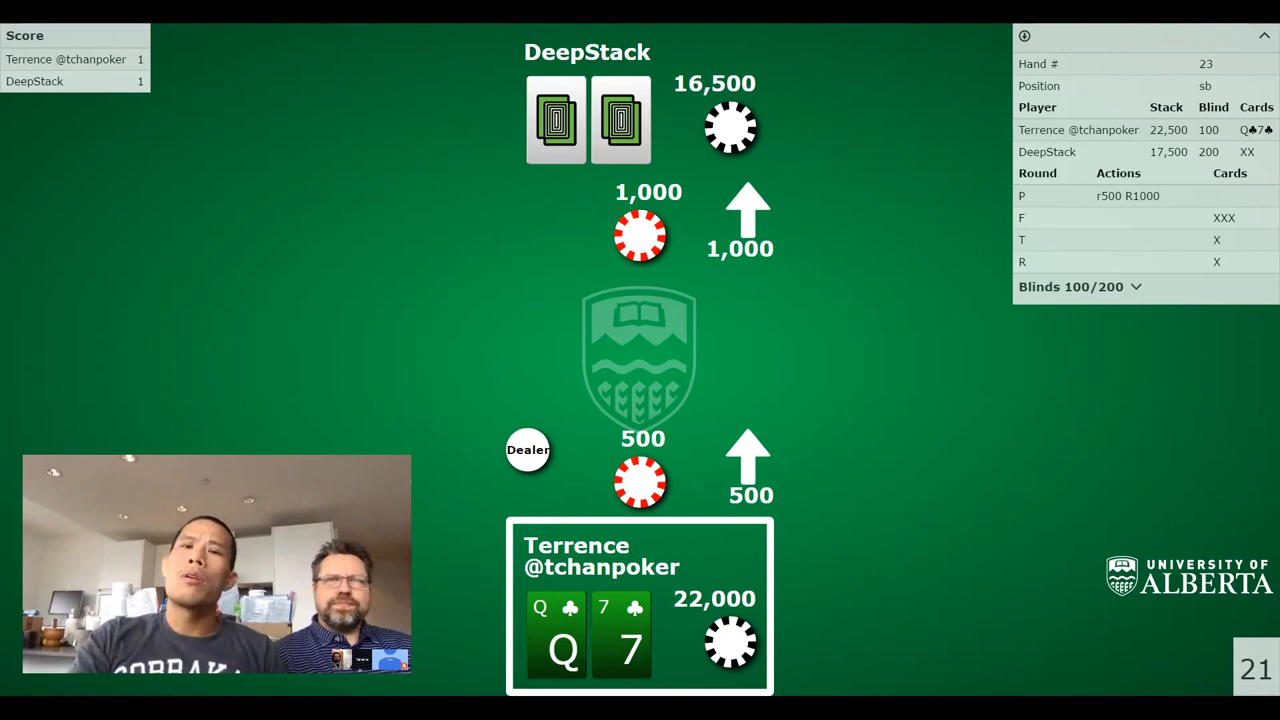 Score
Terrence @tchanpoker 1
DeepStack 1
DeepStack
16,500
1,000
1,000
Hand # 23
Position sb
Player Stack Blind Cards
Terrence @tchanpoker 22,500 100 Q♣7♣
DeepStack 17,500 200 XX
Round Actions Cards
P r500 R1000
F XXX
T X
R X
Blinds 100/200
Dealer
500
500
Terrence
@tchanpoker
22,000
Q♣ 7♣
Q 7
UNIVERSITY OF
ALBERTA
21